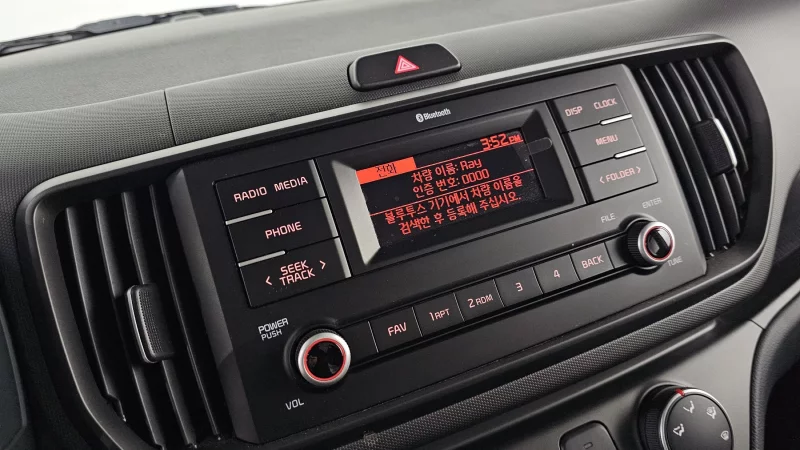 Bluetooth
DISP CLOCK
3:52 PM
전화
차량 이름: Ray
인증 번호: 0000
블루투스 기기에서 차량 이름을
검색한 후 등록해 주십시오.
RADIO MEDIA
MENU
PHONE
< FOLDER >
< SEEK TRACK >
FILE
ENTER
POWER
PUSH
FAV
1 RPT
2 RDM
3
4
BACK
TUNE
VOL